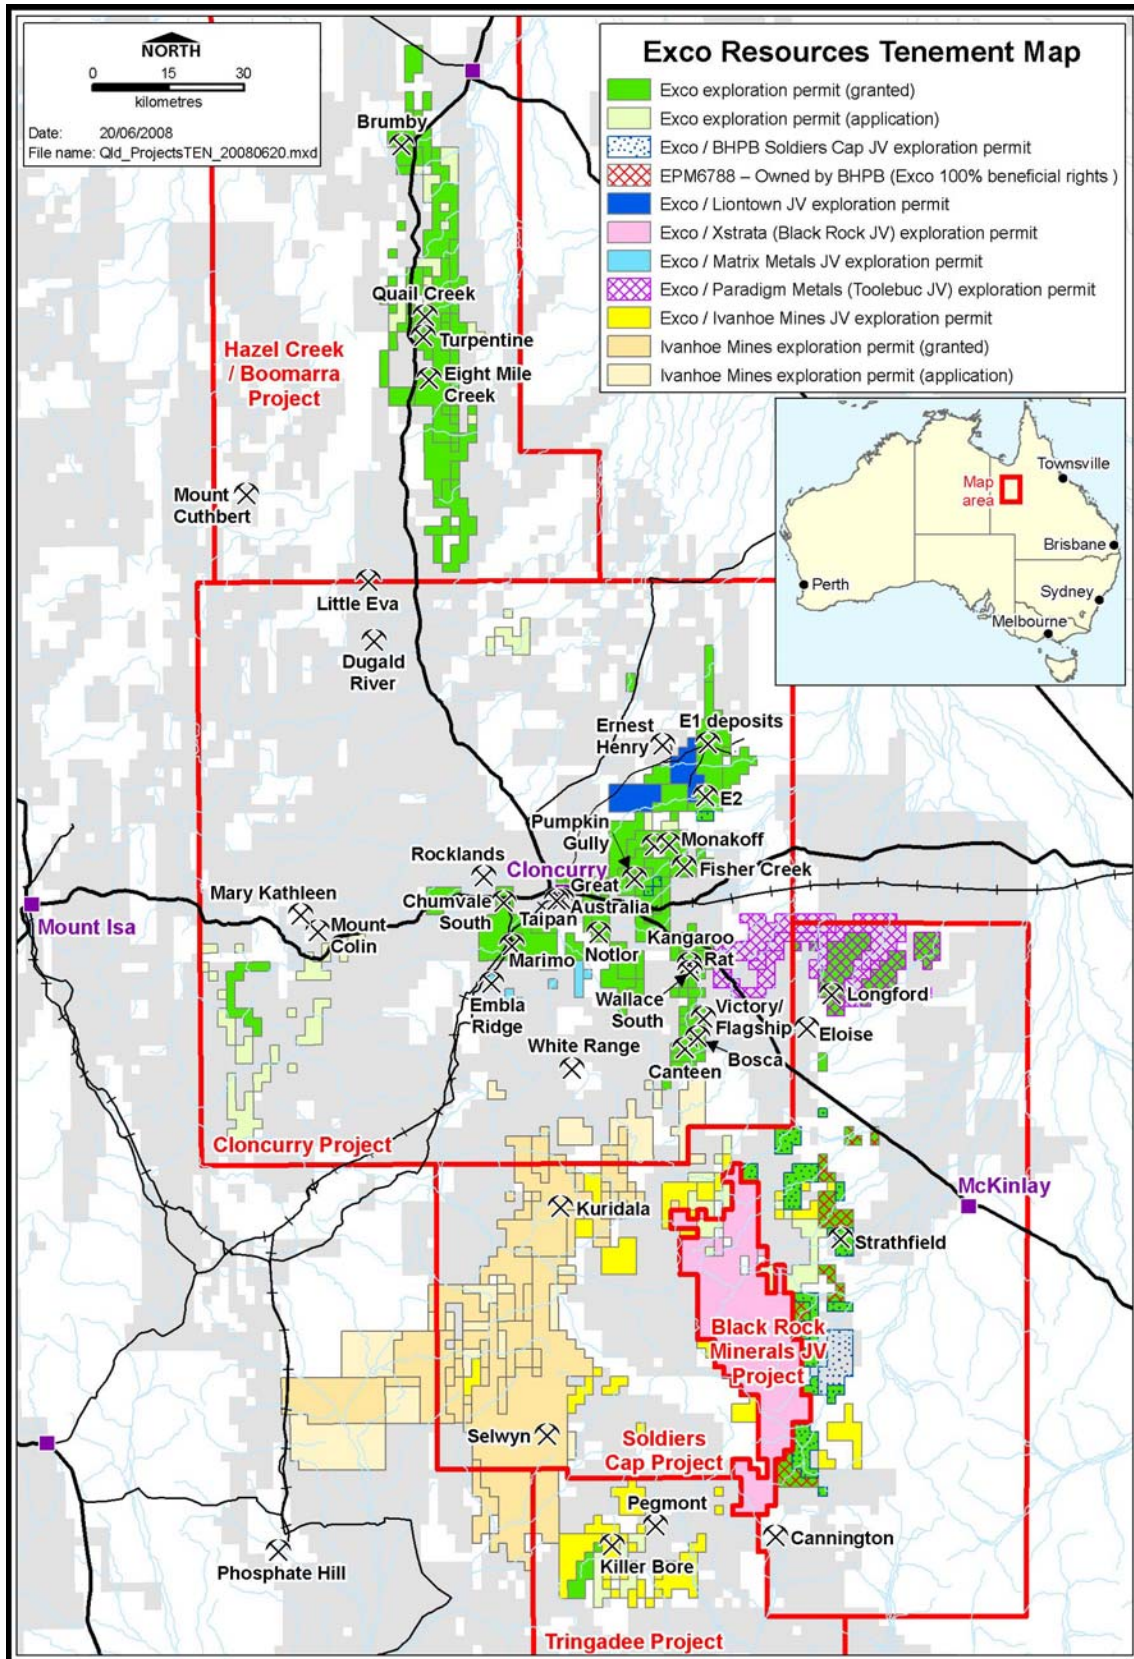 NORTH
0 15 30
kilometres
Date: 20/06/2008
File name: Qld_ProjectsTEN_20080620.mxd
Exco Resources Tenement Map
Exco exploration permit (granted)
Exco exploration permit (application)
Exco / BHPB Soldiers Cap JV exploration permit
EPM6788 – Owned by BHPB (Exco 100% beneficial rights )
Exco / Liontown JV exploration permit
Exco / Xstrata (Black Rock JV) exploration permit
Exco / Matrix Metals JV exploration permit
Exco / Paradigm Metals (Toolebuc JV) exploration permit
Exco / Ivanhoe Mines JV exploration permit
Ivanhoe Mines exploration permit (granted)
Ivanhoe Mines exploration permit (application)
Map
area
Townsville
Brisbane
Perth
Sydney
Melbourne
Brumby
Quail Creek
Turpentine
Eight Mile
Creek
Hazel Creek
/ Boomarra
Project
Mount
Cuthbert
Little Eva
Dugald
River
Ernest
Henry
E1 deposits
E2
Pumpkin
Gully
Monakoff
Fisher Creek
Rocklands
Cloncurry
Great
Australia
Mary Kathleen
Mount Isa
Mount
Colin
Chumvale
South
Taipan
Marimo
Notlor
Kangaroo
Rat
Embla
Ridge
Wallace
South
Longford
Victory/
Flagship
Eloise
White Range
Canteen
Bosca
Cloncurry Project
McKinlay
Kuridala
Strathfield
Black Rock
Minerals JV
Project
Selwyn
Soldiers
Cap Project
Pegmont
Cannington
Killer Bore
Phosphate Hill
Tringadee Project